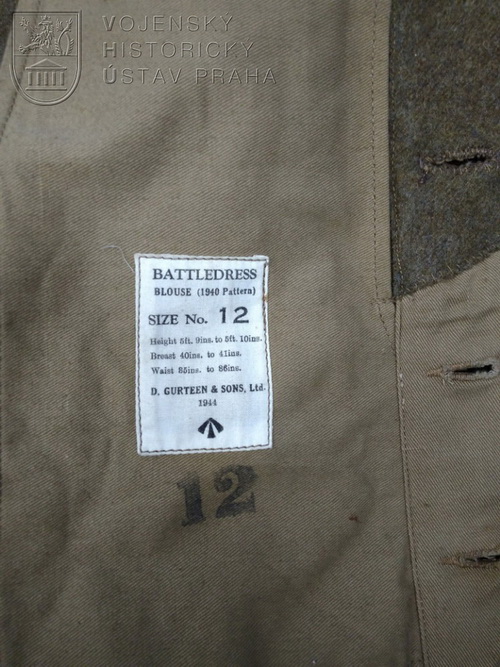 VOJENSKÝ
HISTORICKÝ
ÚSTAV PRAHA
BATTLEDRESS
BLOUSE (1940 Pattern)
SIZE No. 12
Height 5ft. 9ins. to 5ft. 10ins.
Breast 40ins. to 41ins.
Waist 35ins. to 36ins.
D. GURTEEN & SONS, Ltd.
1944
12